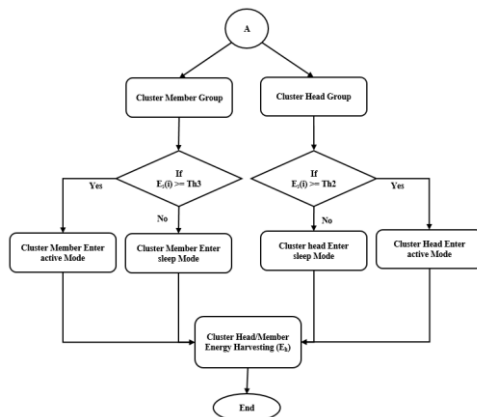 A
Cluster Member Group
Cluster Head Group
If
Eᵣ(i) >= Th3
If
Eᵣ(i) >= Th2
Yes
No
No
Yes
Cluster Member Enter
active Mode
Cluster Member Enter
sleep Mode
Cluster head Enter
sleep Mode
Cluster Head Enter
active Mode
Cluster Head/Member
Energy Harvesting (Eₕ)
End